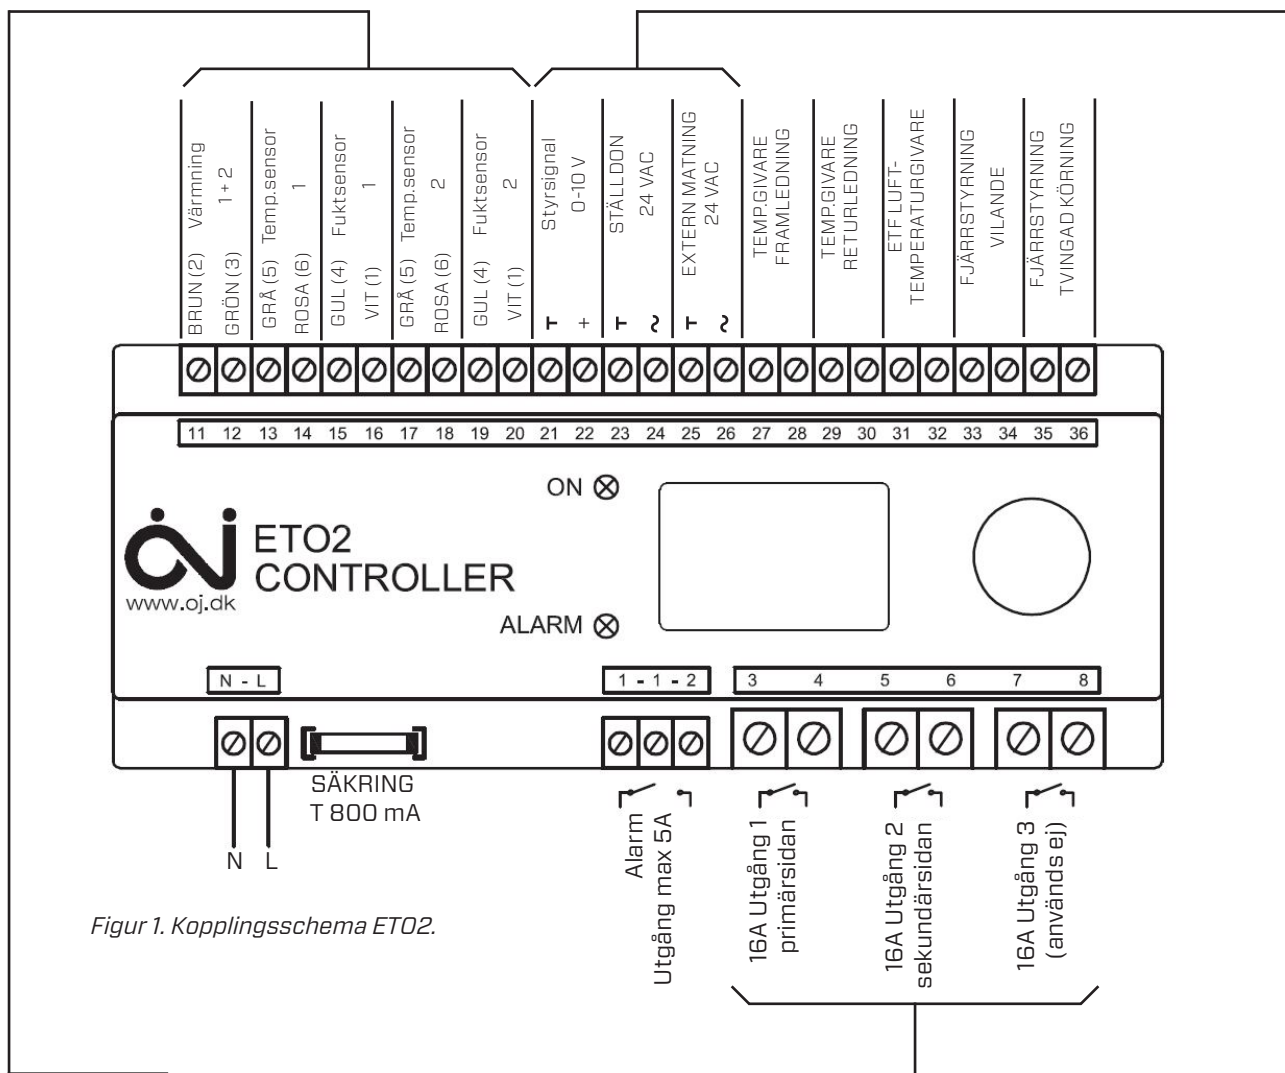 BRUN (2) Värmning
GRÖN (3) 1+2
GRÅ (5) Temp.sensor
ROSA (6) 1
GUL (4) Fuktsensor
VIT (1) 1
GRÅ (5) Temp.sensor
ROSA (6) 2
GUL (4) Fuktsensor
VIT (1) 2
Styrsignal
+ 0-10 V
STÄLLDON
~ 24 VAC
EXTERN MATNING
~ 24 VAC
TEMP.GIVARE
FRAMLEDNING
TEMP.GIVARE
RETURLEDNING
ETF LUFT-
TEMPERATURGIVARE
FJÄRRSTYRNING
VILANDE
FJÄRRSTYRNING
TVINGAD KÖRNING
11 12 13 14 15 16 17 18 19 20 21 22 23 24 25 26 27 28 29 30 31 32 33 34 35 36
ON
ETO2
CONTROLLER
www.oj.dk
ALARM
N - L
1 - 1 - 2
3 4 5 6 7 8
SÄKRING
T 800 mA
N L
Alarm
Utgång max 5A
16A Utgång 1
primärsidan
16A Utgång 2
sekundärsidan
16A Utgång 3
(används ej)
Figur 1. Kopplingsschema ETO2.